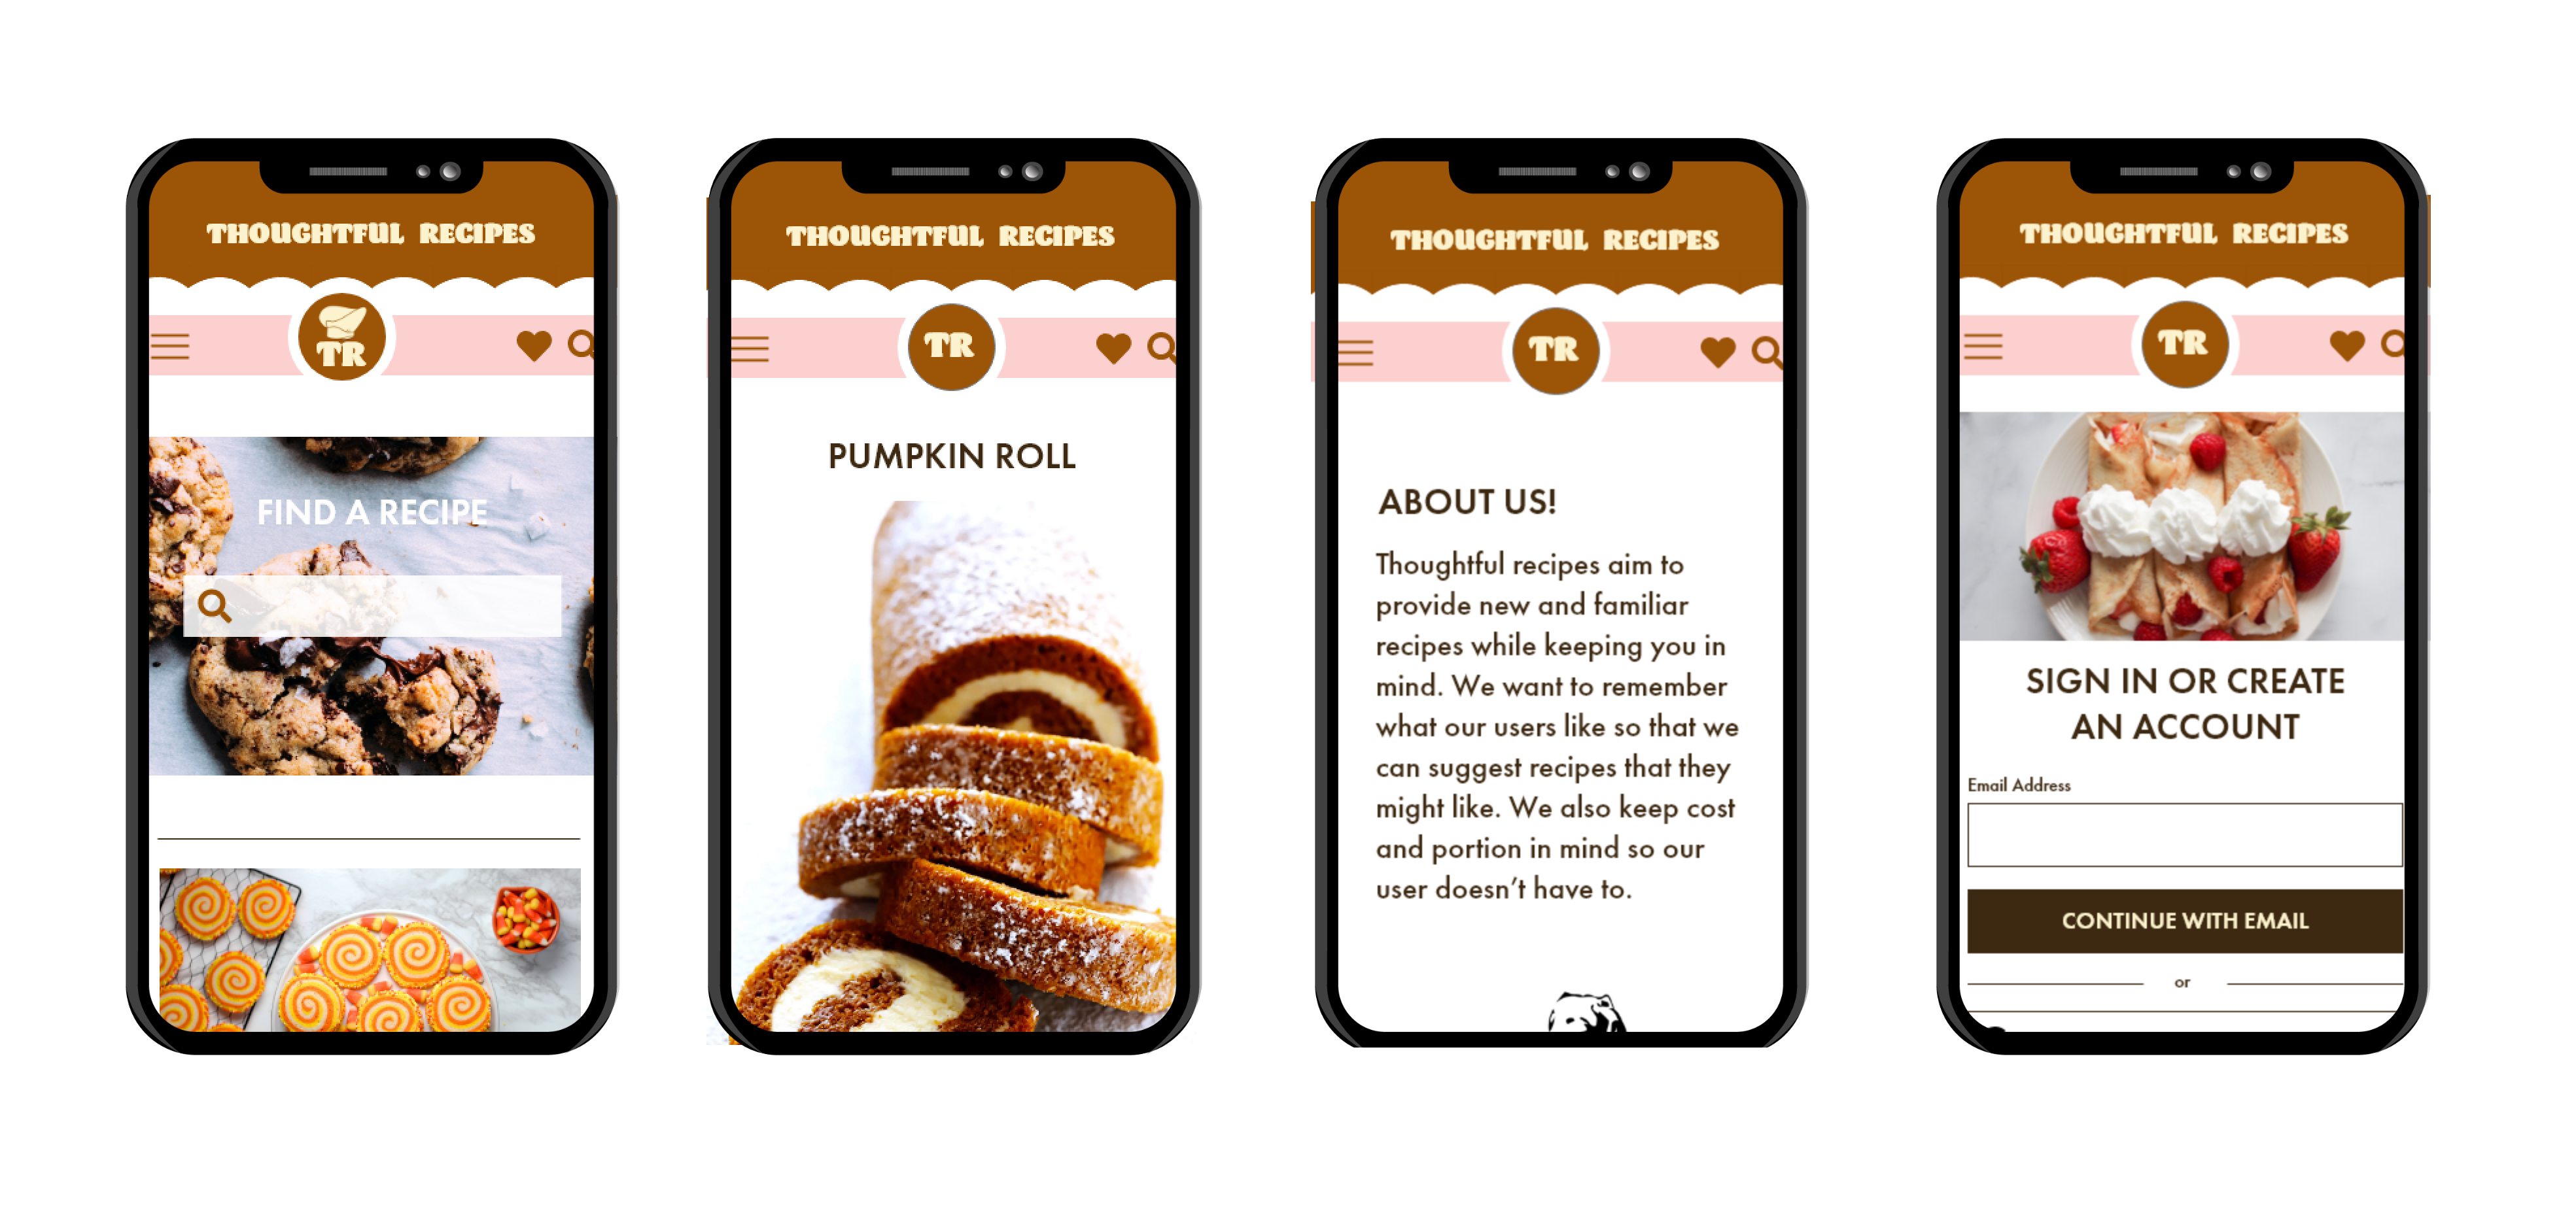 THOUGHTFUL RECIPES
TR
FIND A RECIPE
THOUGHTFUL RECIPES
TR
PUMPKIN ROLL
THOUGHTFUL RECIPES
TR
ABOUT US!
Thoughtful recipes aim to
provide new and familiar
recipes while keeping you in
mind. We want to remember
what our users like so that we
can suggest recipes that they
might like. We also keep cost
and portion in mind so our
user doesn’t have to.
THOUGHTFUL RECIPES
TR
SIGN IN OR CREATE
AN ACCOUNT
Email Address
CONTINUE WITH EMAIL
or